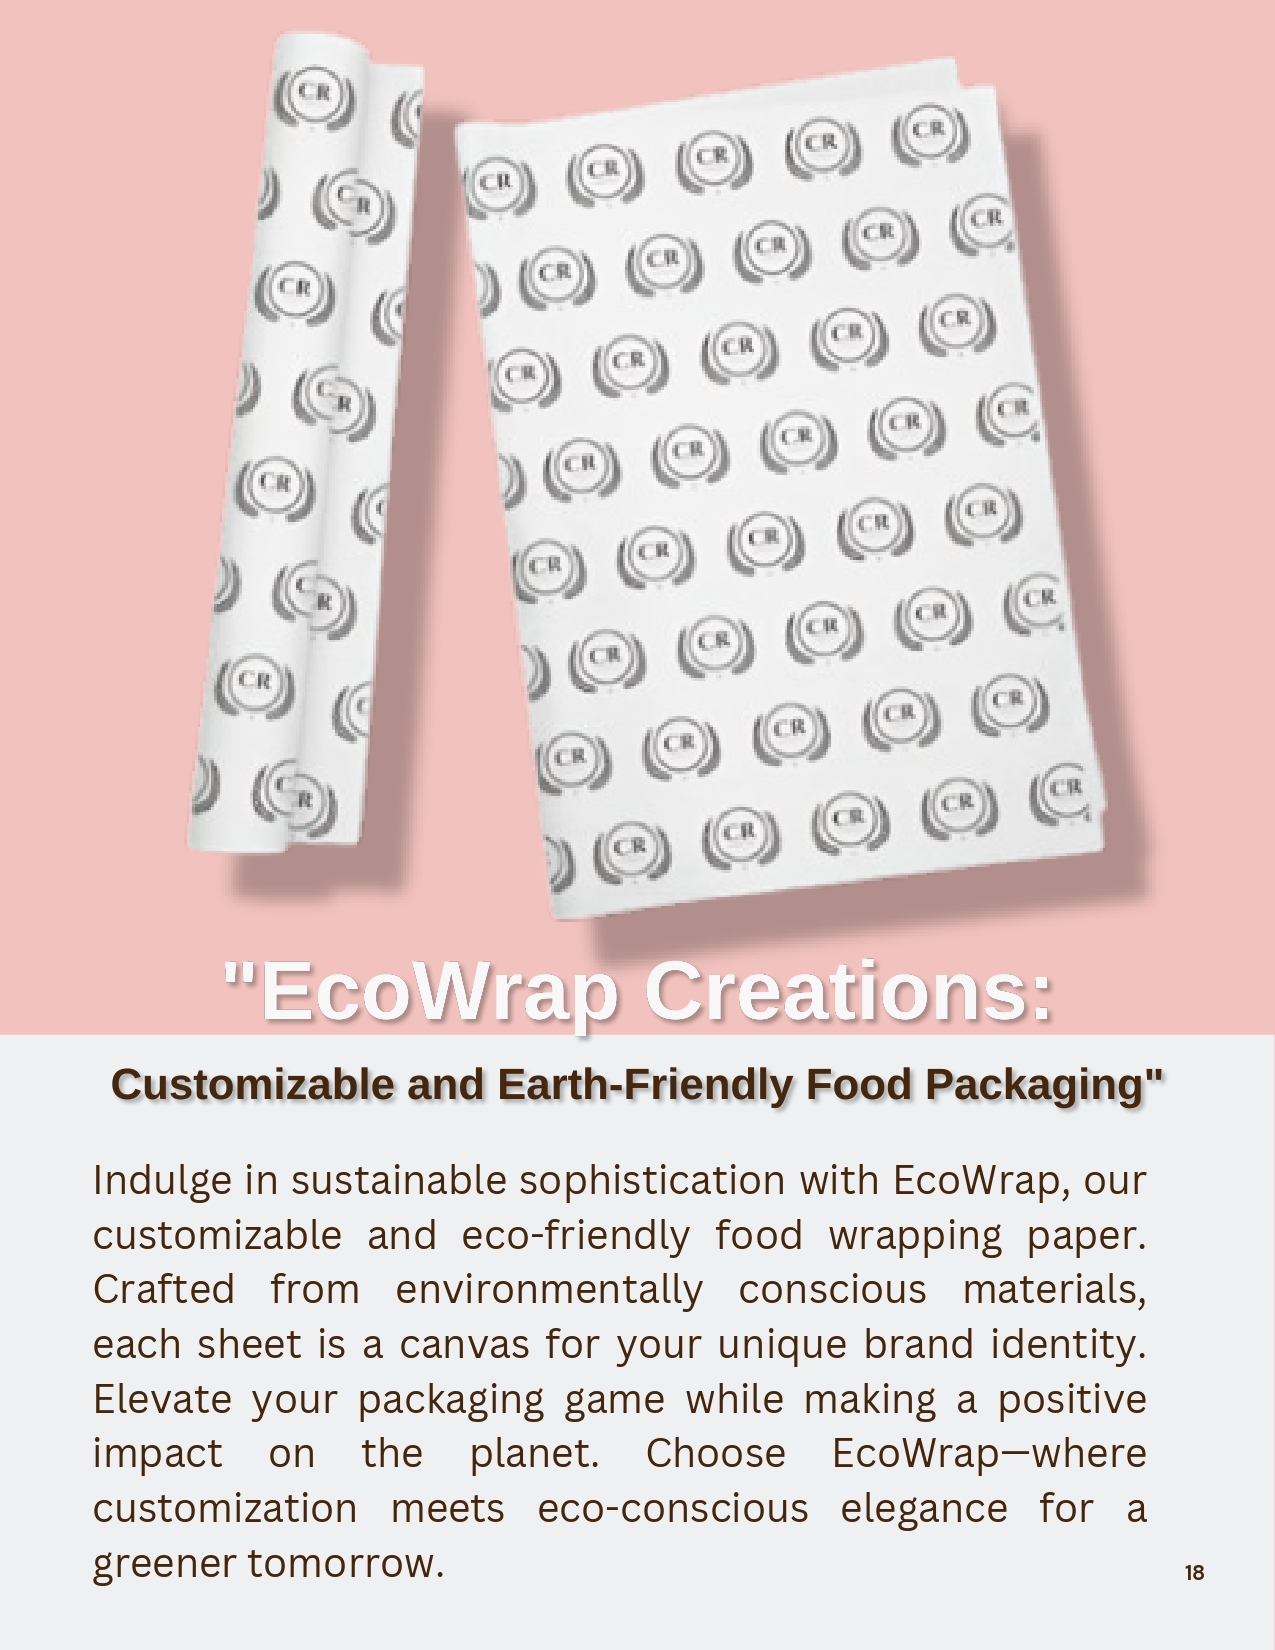 CR
"EcoWrap Creations:
Customizable and Earth-Friendly Food Packaging"
Indulge in sustainable sophistication with EcoWrap, our
customizable and eco-friendly food wrapping paper.
Crafted from environmentally conscious materials,
each sheet is a canvas for your unique brand identity.
Elevate your packaging game while making a positive
impact on the planet. Choose EcoWrap—where
customization meets eco-conscious elegance for a
greener tomorrow.
18